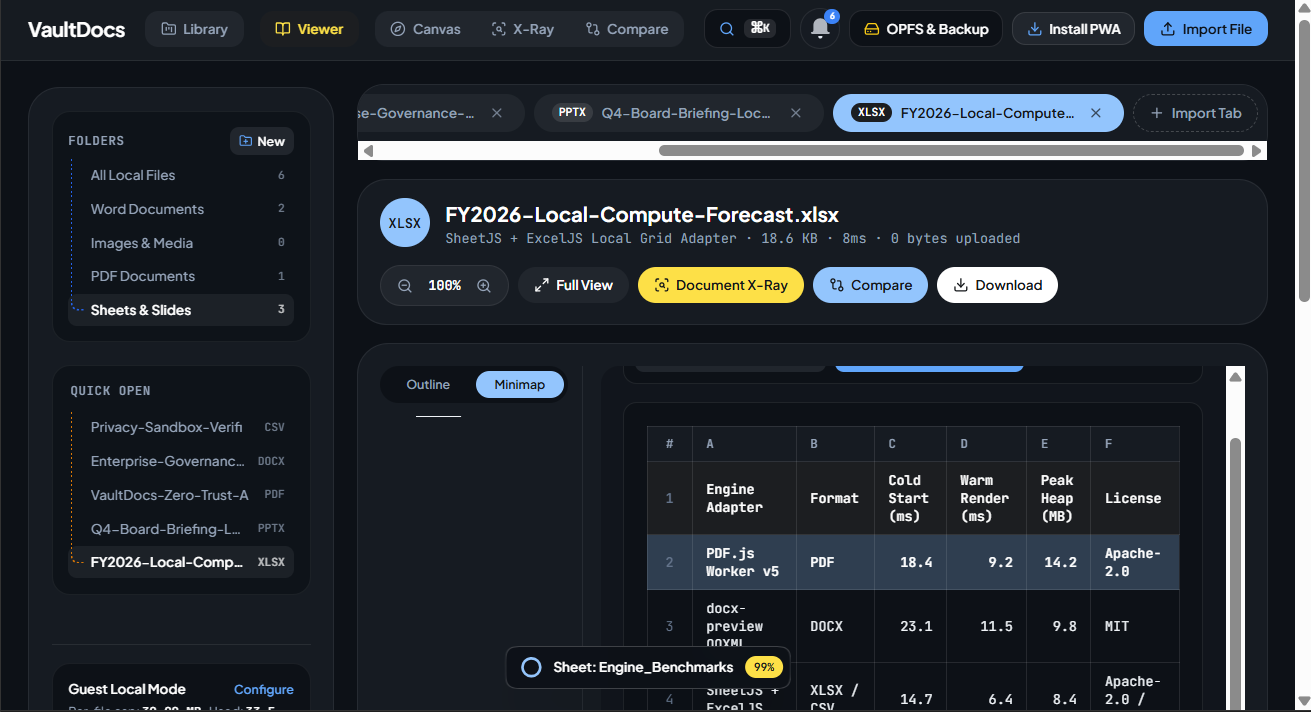 VaultDocs
Library
Viewer
Canvas
X-Ray
Compare
⌘K
6
OPFS & Backup
Install PWA
Import File
FOLDERS
New
All Local Files 6
Word Documents 2
Images & Media 0
PDF Documents 1
Sheets & Slides 3
QUICK OPEN
Privacy-Sandbox-Verifi CSV
Enterprise-Governanc... DOCX
VaultDocs-Zero-Trust-A PDF
Q4-Board-Briefing-L... PPTX
FY2026-Local-Comp... XLSX
Guest Local Mode Configure
se-Governance-...
PPTX Q4-Board-Briefing-Loc...
XLSX FY2026-Local-Compute...
Import Tab
XLSX
FY2026-Local-Compute-Forecast.xlsx
SheetJS + ExcelJS Local Grid Adapter · 18.6 KB · 8ms · 0 bytes uploaded
100%
Full View
Document X-Ray
Compare
Download
Outline
Minimap
# A B C D E F
1 Engine Adapter Format Cold Start (ms) Warm Render (ms) Peak Heap (MB) License
2 PDF.js Worker v5 PDF 18.4 9.2 14.2 Apache-2.0
3 docx-preview OOXML DOCX 23.1 11.5 9.8 MIT
4 SheetJS + ExcelJS XLSX / CSV 14.7 6.4 8.4 Apache-2.0 /
Sheet: Engine_Benchmarks 99%